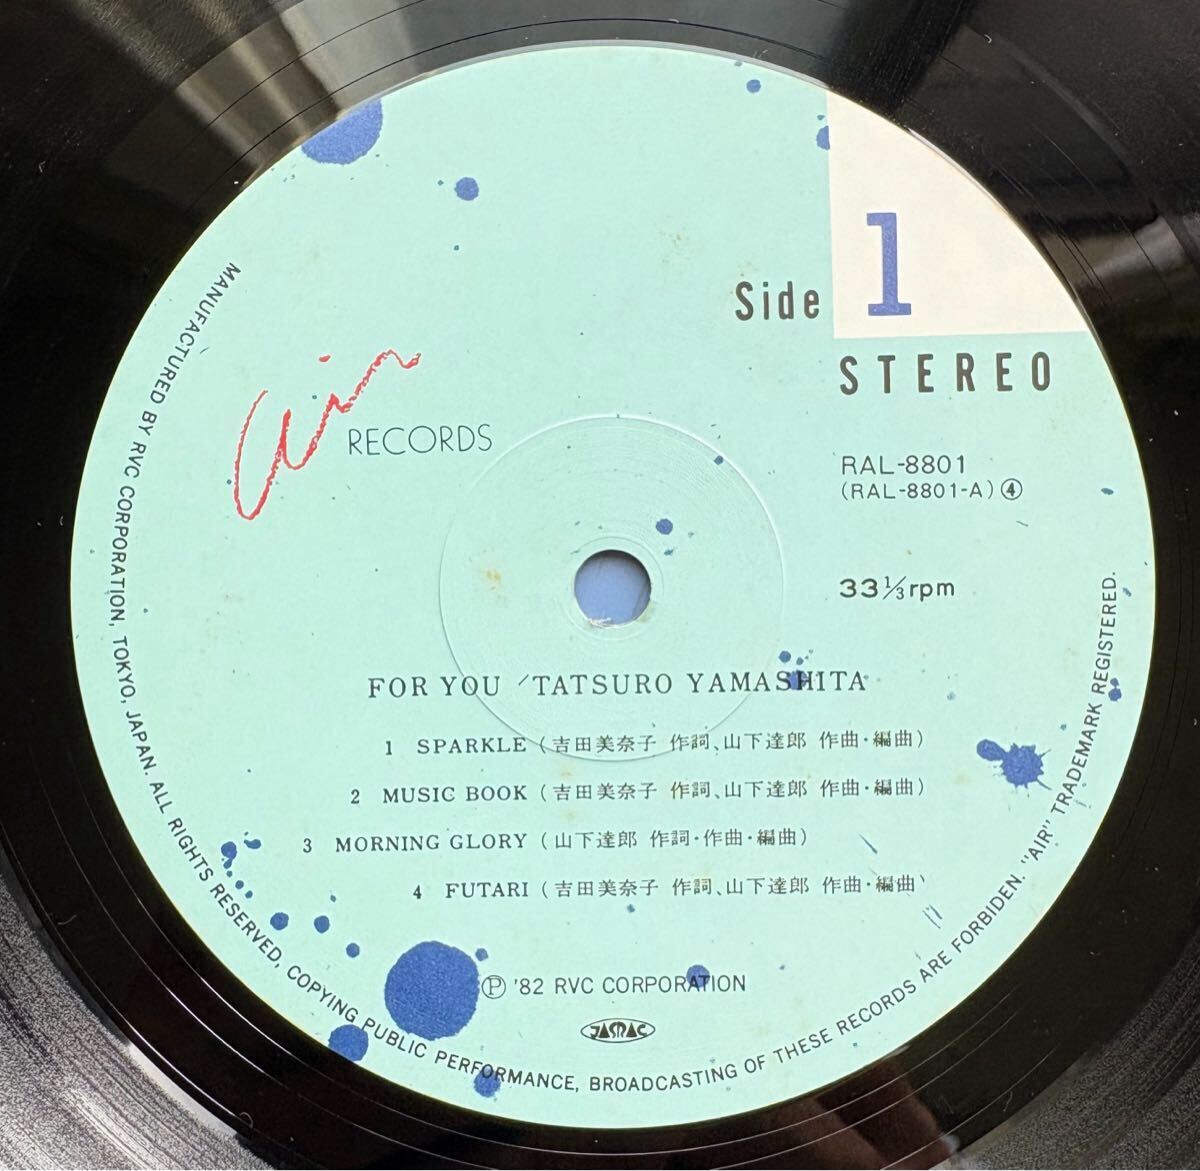 Side 1
STEREO
Air RECORDS
RAL-8801
(RAL-8801-A) ④
33⅓rpm
FOR YOU / TATSURO YAMASHITA
1 SPARKLE (吉田美奈子 作詞、山下達郎 作曲・編曲)
2 MUSIC BOOK (吉田美奈子 作詞、山下達郎 作曲・編曲)
3 MORNING GLORY (山下達郎 作詞・作曲・編曲)
4 FUTARI (吉田美奈子 作詞、山下達郎 作曲・編曲)
Ⓟ '82 RVC CORPORATION
JASRAC
MANUFACTURED BY RVC CORPORATION, TOKYO, JAPAN. ALL RIGHTS RESERVED, COPYING PUBLIC PERFORMANCE, BROADCASTING OF THESE RECORDS ARE FORBIDEN. "AIR" TRADEMARK REGISTERED.